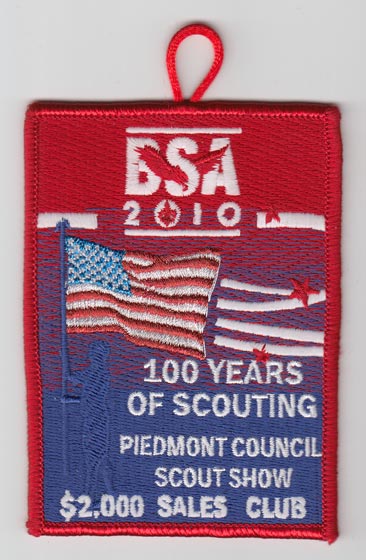 BSA
2010
100 YEARS
OF SCOUTING
PIEDMONT COUNCIL
SCOUT SHOW
$2,000 SALES CLUB